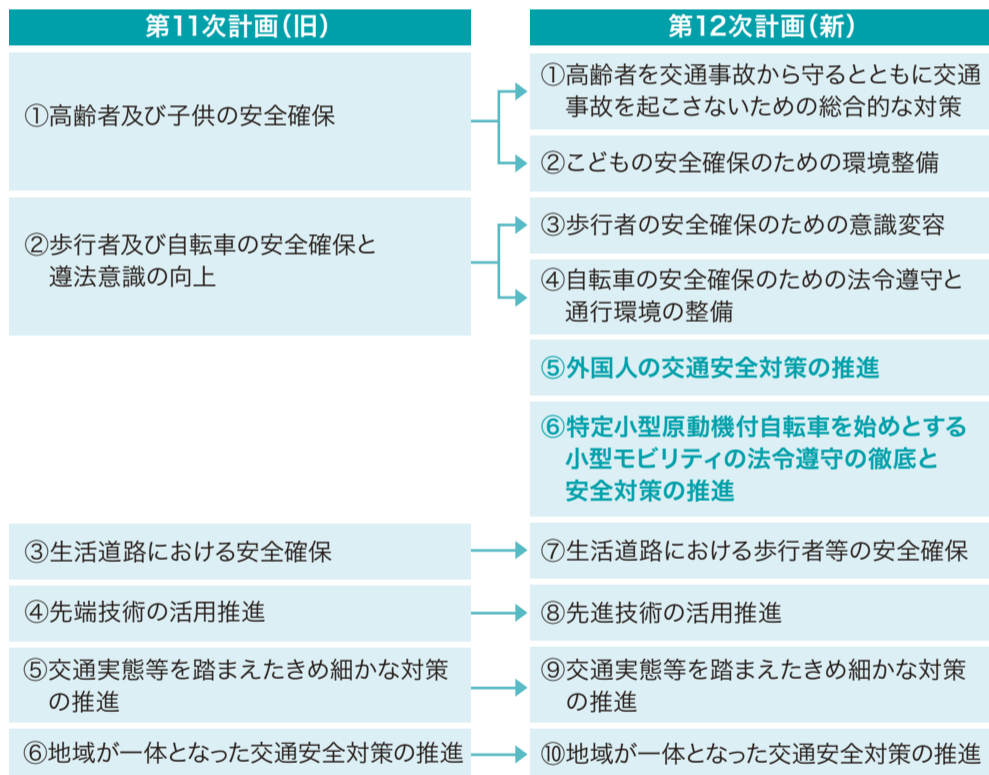 第11次計画（旧）
第12次計画（新）
①高齢者及び子供の安全確保
①高齢者を交通事故から守るとともに交通
事故を起こさないための総合的な対策
②こどもの安全確保のための環境整備
②歩行者及び自転車の安全確保と
遵法意識の向上
③歩行者の安全確保のための意識変容
④自転車の安全確保のための法令遵守と
通行環境の整備
⑤外国人の交通安全対策の推進
⑥特定小型原動機付自転車を始めとする
小型モビリティの法令遵守の徹底と
安全対策の推進
③生活道路における安全確保
⑦生活道路における歩行者等の安全確保
④先端技術の活用推進
⑧先進技術の活用推進
⑤交通実態等を踏まえたきめ細かな対策
の推進
⑨交通実態等を踏まえたきめ細かな対策
の推進
⑥地域が一体となった交通安全対策の推進
⑩地域が一体となった交通安全対策の推進